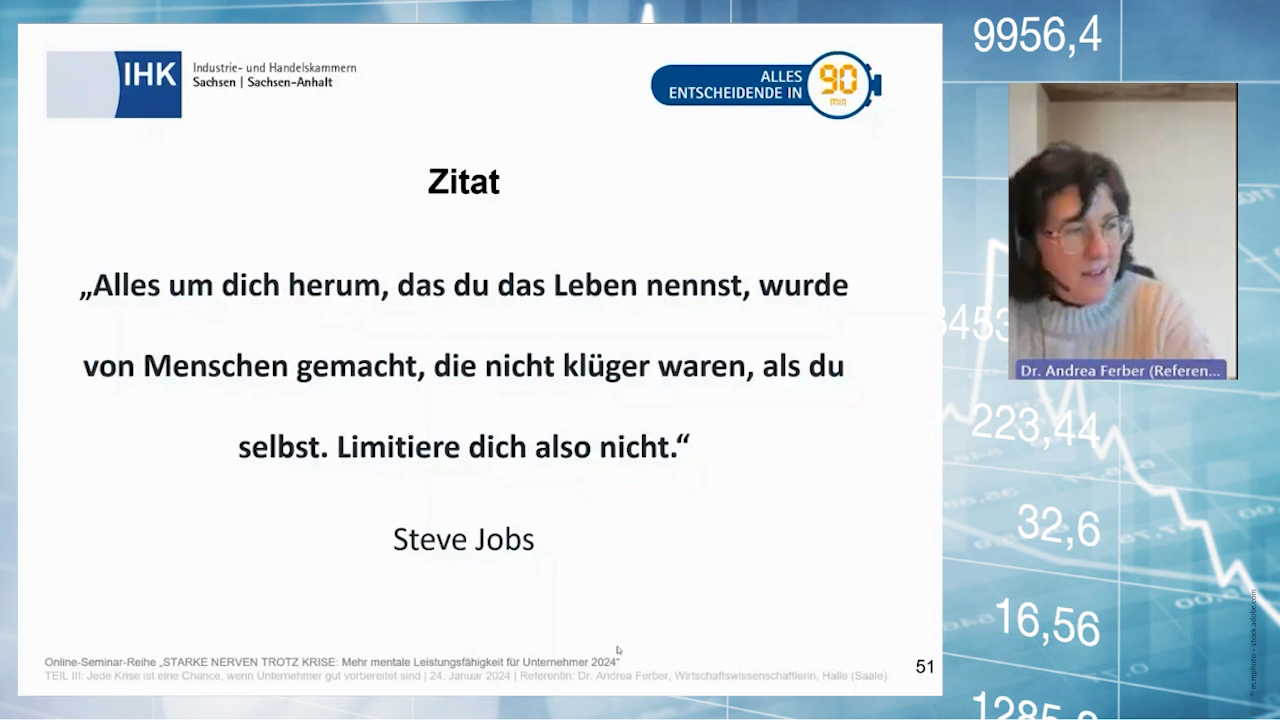 IHK
Industrie- und Handelskammern
Sachsen | Sachsen-Anhalt
ALLES
ENTSCHEIDENDE IN
90
min
Zitat
„Alles um dich herum, das du das Leben nennst, wurde
von Menschen gemacht, die nicht klüger waren, als du
selbst. Limitiere dich also nicht.“
Steve Jobs
Online-Seminar-Reihe „STARKE NERVEN TROTZ KRISE: Mehr mentale Leistungsfähigkeit für Unternehmer 2024“
TEIL III: Jede Krise ist eine Chance, wenn Unternehmer gut vorbereitet sind | 24. Januar 2024 | Referentin: Dr. Andrea Ferber, Wirtschaftswissenschaftlerin, Halle (Saale)
51
9956,4
Dr. Andrea Ferber (Referen...
223,44
32,6
16,56
© m.mphoto - stock.adobe.com